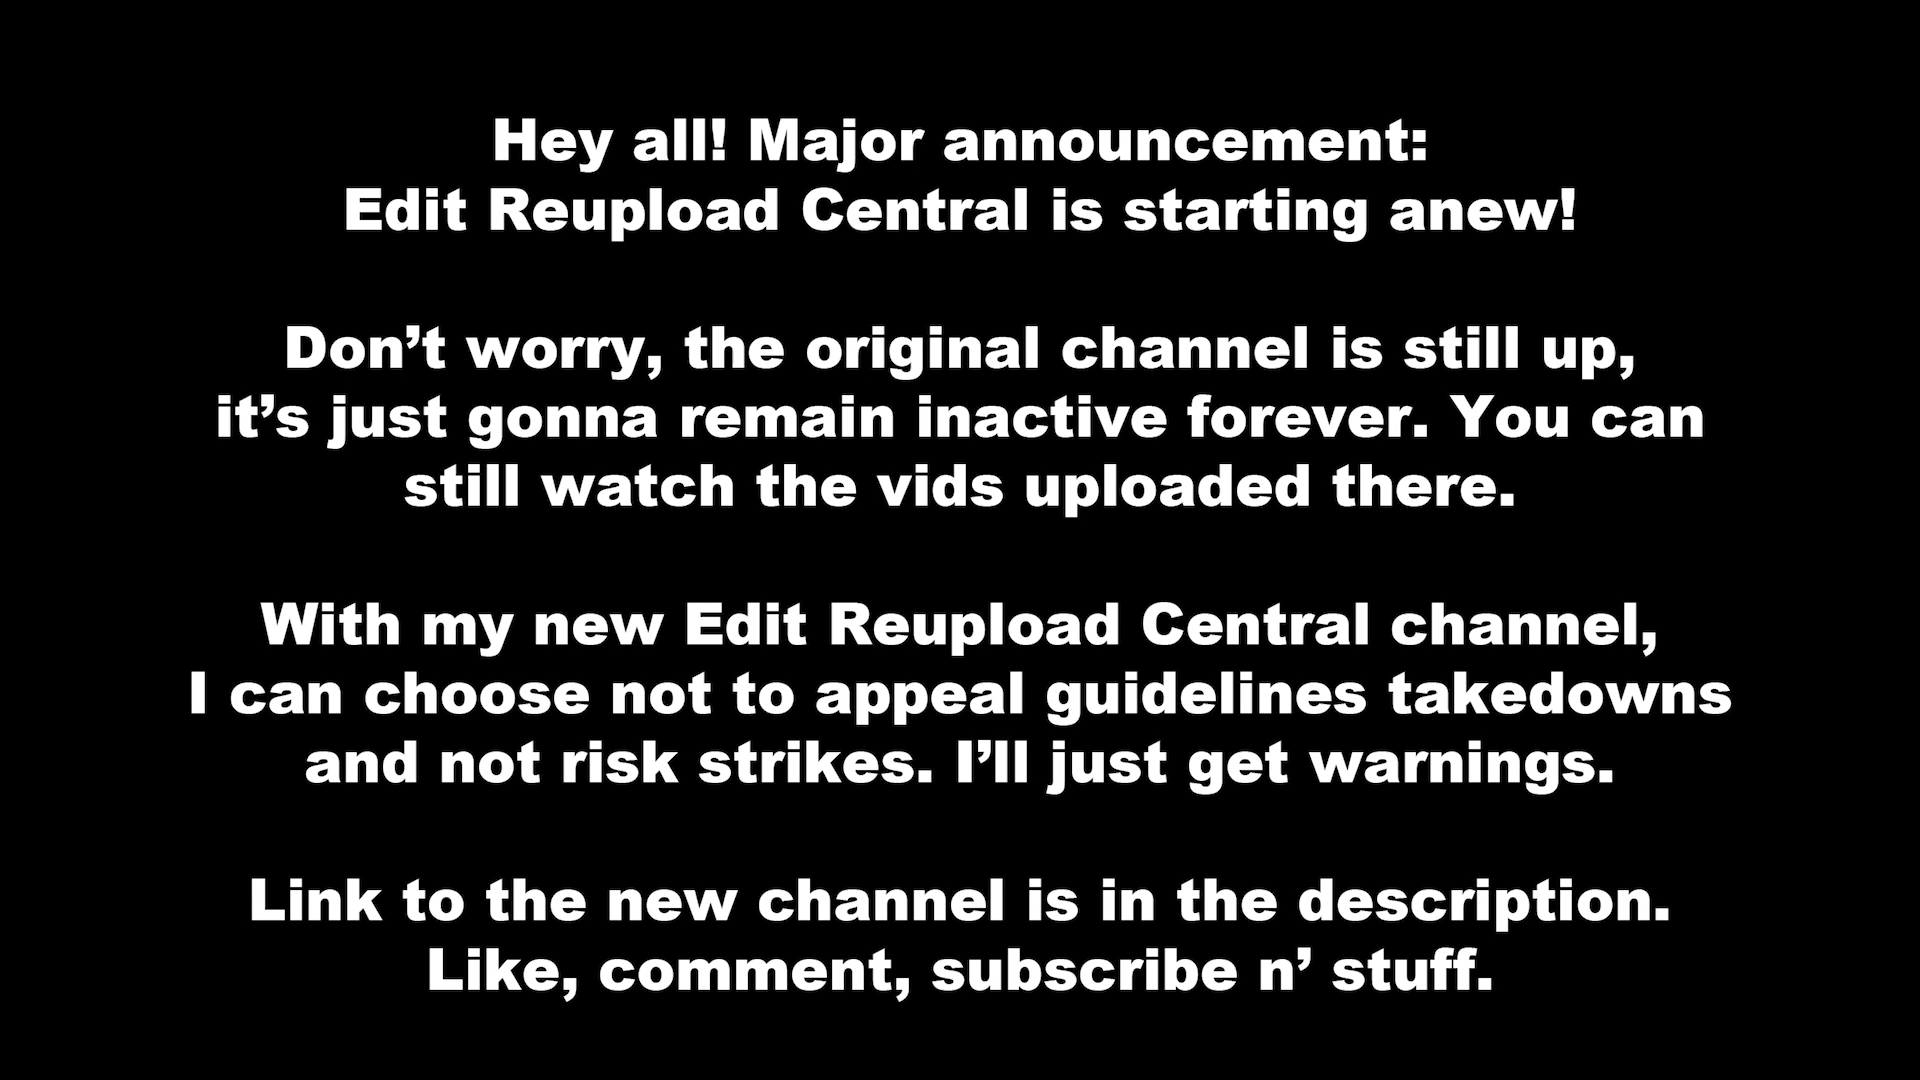 Hey all! Major announcement:
Edit Reupload Central is starting anew!
Don’t worry, the original channel is still up,
it’s just gonna remain inactive forever. You can
still watch the vids uploaded there.
With my new Edit Reupload Central channel,
I can choose not to appeal guidelines takedowns
and not risk strikes. I’ll just get warnings.
Link to the new channel is in the description.
Like, comment, subscribe n’ stuff.